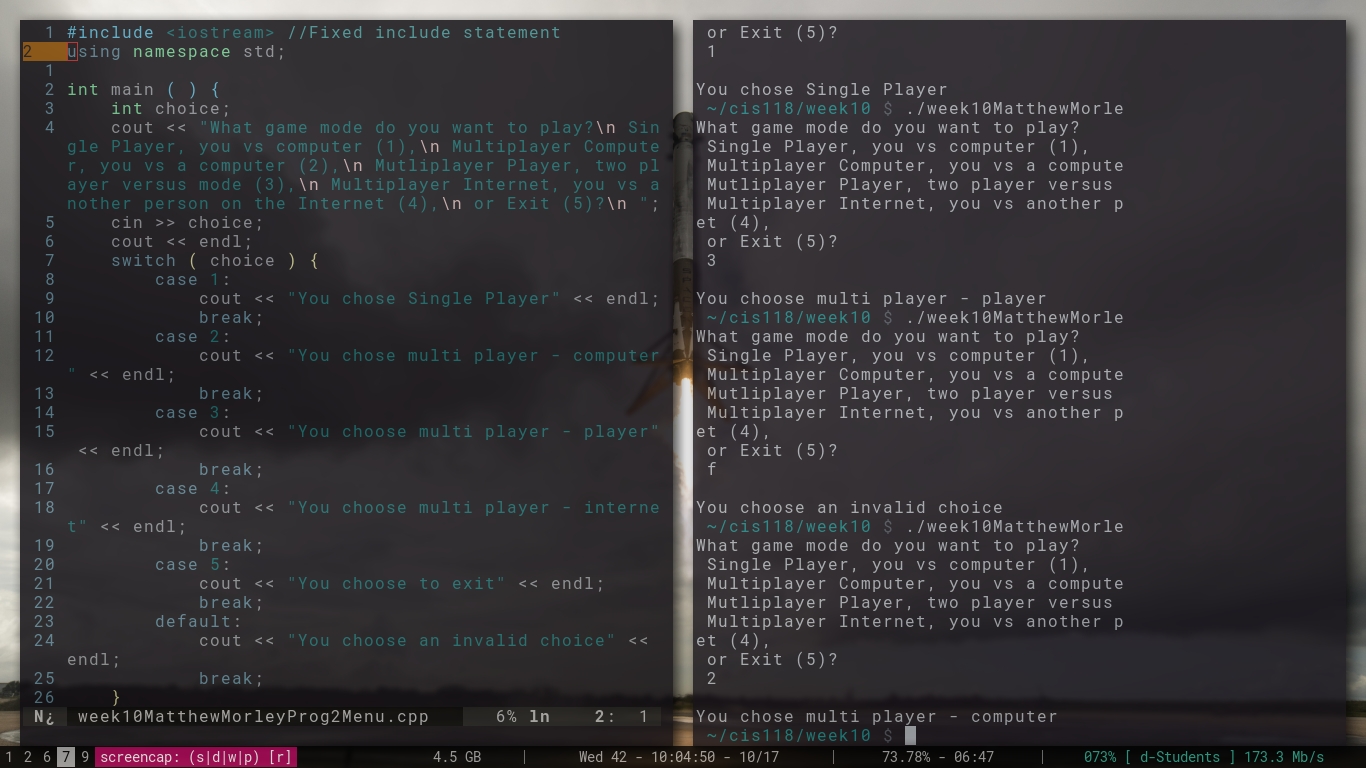 1 #include <iostream> //Fixed include statement
2 using namespace std;
1
2 int main ( ) {
3 int choice;
4 cout << "What game mode do you want to play?\n Sin
gle Player, you vs computer (1),\n Multiplayer Compute
r, you vs a computer (2),\n Mutliplayer Player, two pl
ayer versus mode (3),\n Multiplayer Internet, you vs a
nother person on the Internet (4),\n or Exit (5)?\n ";
5 cin >> choice;
6 cout << endl;
7 switch ( choice ) {
8 case 1:
9 cout << "You chose Single Player" << endl;
10 break;
11 case 2:
12 cout << "You chose multi player - computer
" << endl;
13 break;
14 case 3:
15 cout << "You choose multi player - player"
<< endl;
16 break;
17 case 4:
18 cout << "You choose multi player - interne
t" << endl;
19 break;
20 case 5:
21 cout << "You choose to exit" << endl;
22 break;
23 default:
24 cout << "You choose an invalid choice" <<
endl;
25 break;
26 }
N¿ week10MatthewMorleyProg2Menu.cpp 6% ln 2: 1
or Exit (5)?
1
You chose Single Player
~/cis118/week10 $ ./week10MatthewMorle
What game mode do you want to play?
Single Player, you vs computer (1),
Multiplayer Computer, you vs a compute
Mutliplayer Player, two player versus
Multiplayer Internet, you vs another p
et (4),
or Exit (5)?
3
You choose multi player - player
~/cis118/week10 $ ./week10MatthewMorle
What game mode do you want to play?
Single Player, you vs computer (1),
Multiplayer Computer, you vs a compute
Mutliplayer Player, two player versus
Multiplayer Internet, you vs another p
et (4),
or Exit (5)?
f
You choose an invalid choice
~/cis118/week10 $ ./week10MatthewMorle
What game mode do you want to play?
Single Player, you vs computer (1),
Multiplayer Computer, you vs a compute
Mutliplayer Player, two player versus
Multiplayer Internet, you vs another p
et (4),
or Exit (5)?
2
You chose multi player - computer
~/cis118/week10 $
1 2 6 7 9 screencap: (s|d|w|p) [r] 4.5 GB | Wed 42 - 10:04:50 - 10/17 | 73.78% - 06:47 | 073% [ d-Students ] 173.3 Mb/s